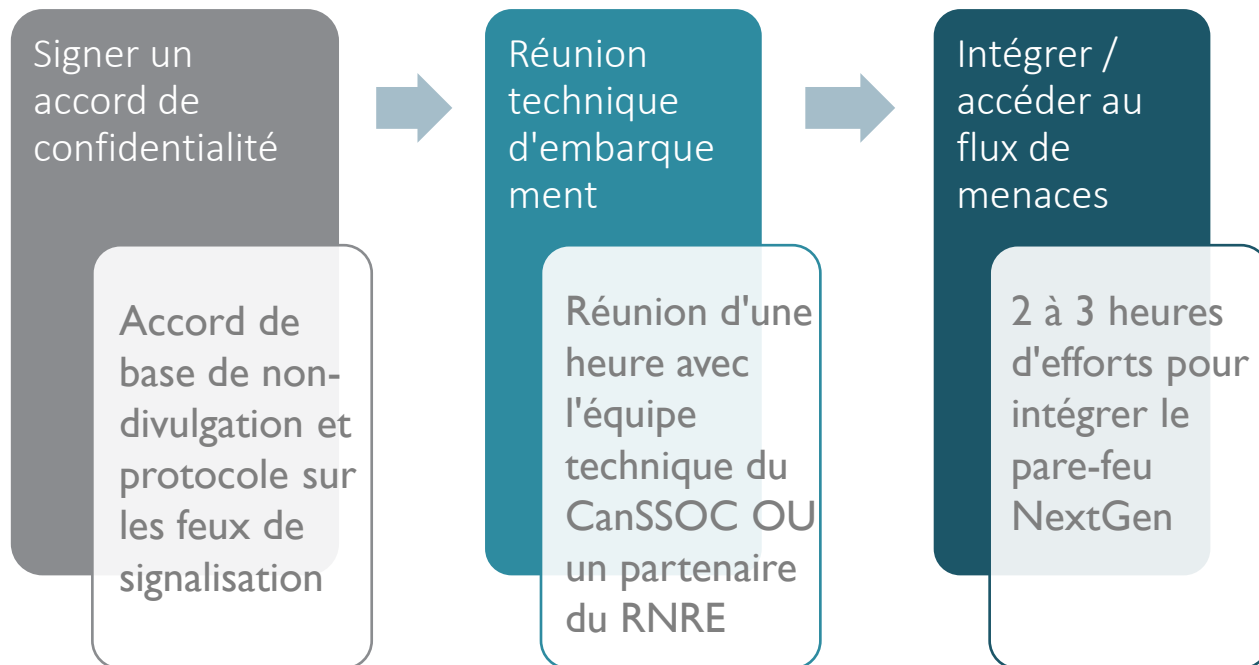 Signer un
accord de
confidentialité
Accord de
base de non-
divulgation et
protocole sur
les feux de
signalisation
Réunion
technique
d'embarque
ment
Réunion d'une
heure avec
l'équipe
technique du
CanSSOC OU
un partenaire
du RNRE
Intégrer /
accéder au
flux de
menaces
2 à 3 heures
d'efforts pour
intégrer le
pare-feu
NextGen